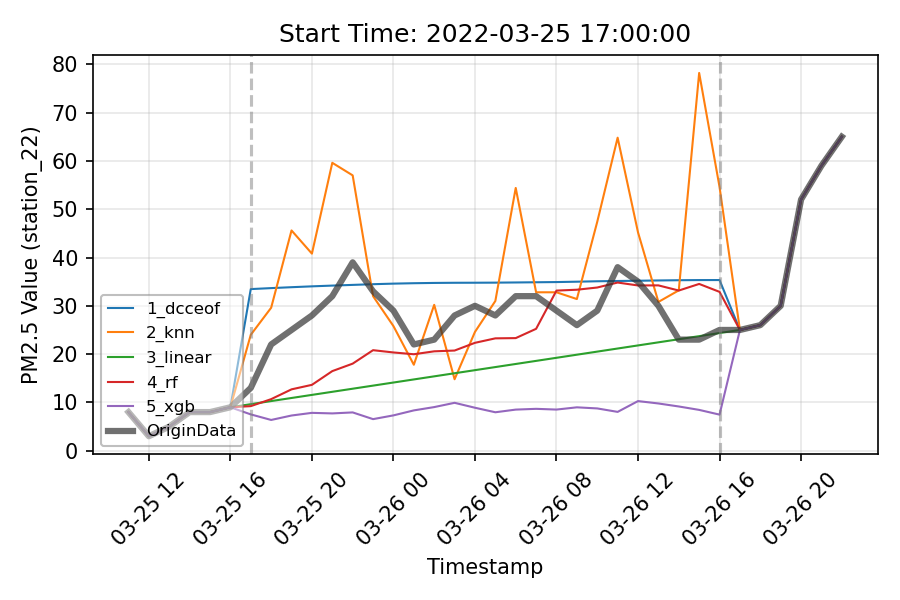 Start Time: 2022-03-25 17:00:00
PM2.5 Value (station_22)
80
70
60
50
40
30
20
10
0
1_dcceof
2_knn
3_linear
4_rf
5_xgb
OriginData
03-25 12
03-25 16
03-25 20
03-26 00
03-26 04
03-26 08
03-26 12
03-26 16
03-26 20
Timestamp